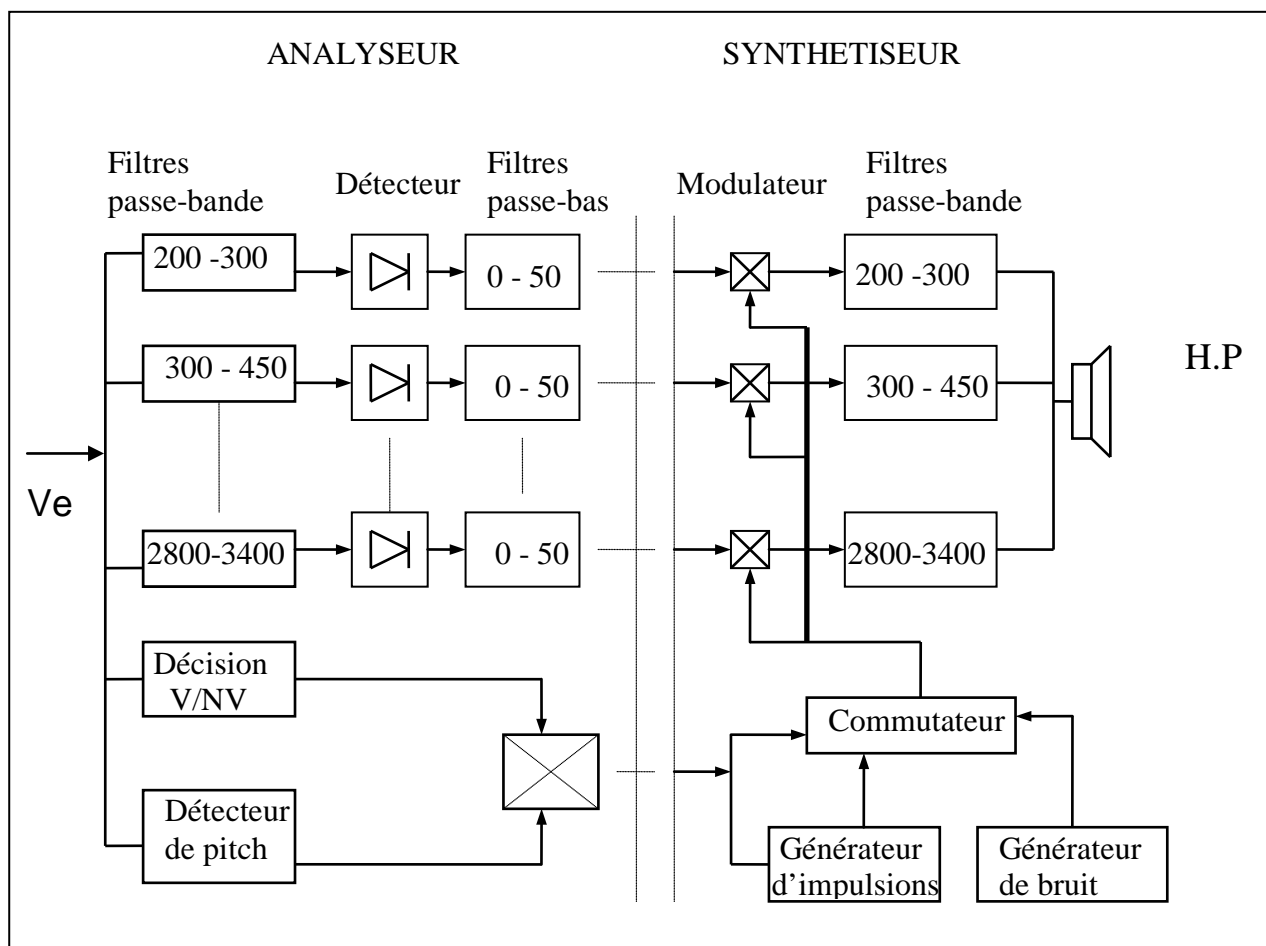 ANALYSEUR
SYNTHETISEUR
Filtres
passe-bande
Détecteur
Filtres
passe-bas
Modulateur
Filtres
passe-bande
200 -300
0 - 50
200 -300
300 - 450
0 - 50
300 - 450
H.P
Ve
2800-3400
0 - 50
2800-3400
Décision
V/NV
Commutateur
Détecteur
de pitch
Générateur
d’impulsions
Générateur
de bruit